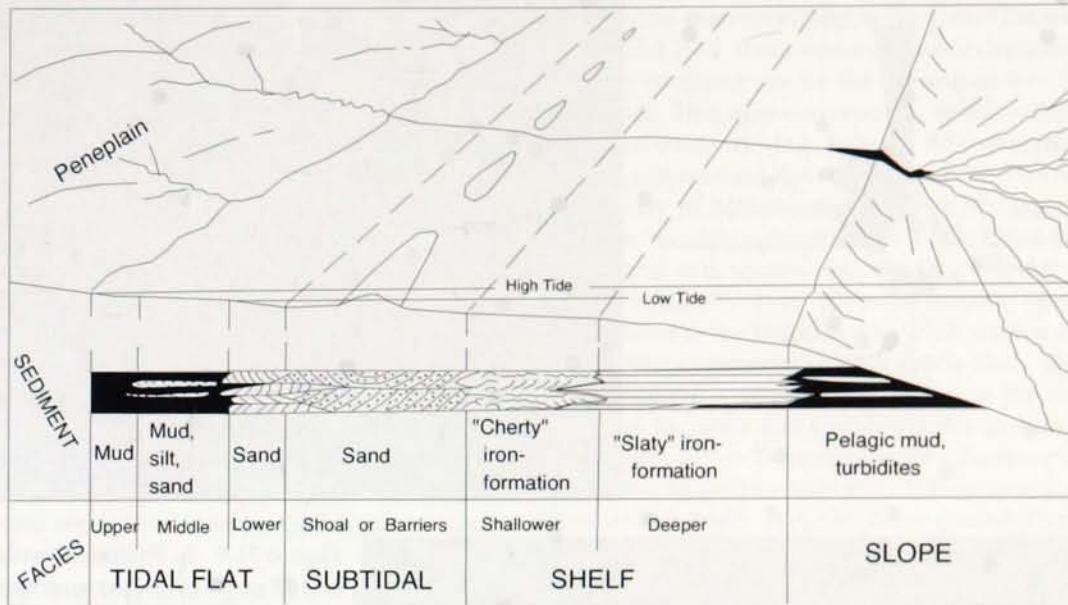 Peneplain
High Tide
Low Tide
SEDIMENT
Mud
Mud,
silt,
sand
Sand
Sand
"Cherty"
iron-
formation
"Slaty" iron-
formation
Pelagic mud,
turbidites
FACIES
Upper
Middle
Lower
Shoal or Barriers
Shallower
Deeper
TIDAL FLAT
SUBTIDAL
SHELF
SLOPE